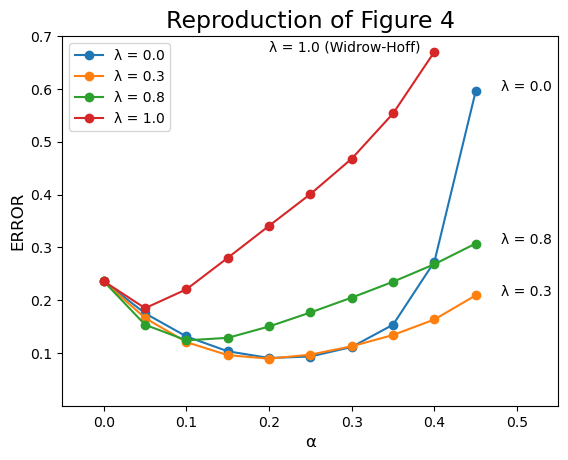 Reproduction of Figure 4
λ = 1.0 (Widrow-Hoff)
λ = 0.0
λ = 0.3
λ = 0.8
λ = 1.0
λ = 0.0
λ = 0.8
λ = 0.3
ERROR
0.7
0.6
0.5
0.4
0.3
0.2
0.1
0.0 0.1 0.2 0.3 0.4 0.5
α